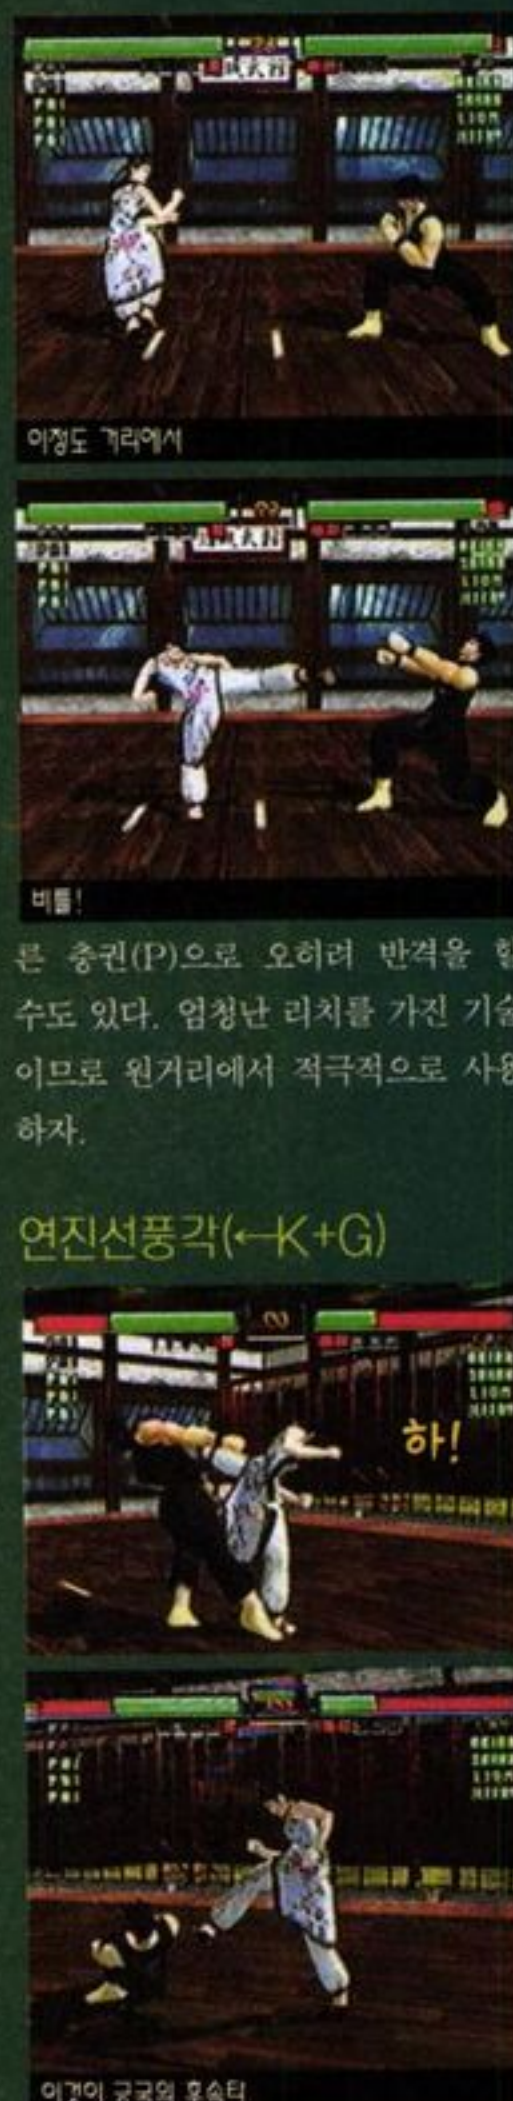 이정도 거리에서
비틀!
른 충권(P)으로 오히려 반격을 할
수도 있다. 엄청난 리치를 가진 기술
이므로 원거리에서 적극적으로 사용
하자.
연진선풍각(←K+G)
하!
이것이 궁극의 후속타